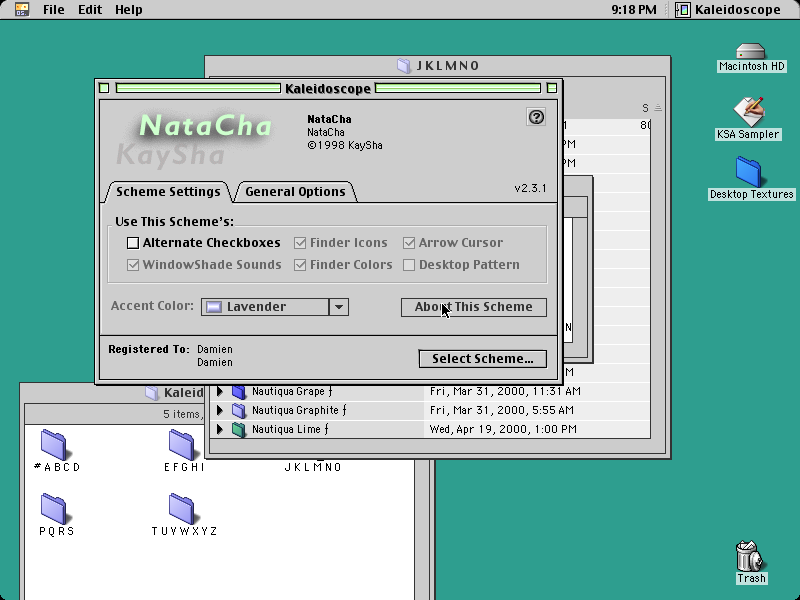 File Edit Help
9:18 PM
Kaleidoscope
JKLMNO
Macintosh HD
KSA Sampler
Desktop Textures
Kaleidoscope
NataCha
KaySha
NataCha
NataCha
©1998 KaySha
v2.3.1
Scheme Settings
General Options
Use This Scheme's:
Alternate Checkboxes
Finder Icons
Arrow Cursor
WindowShade Sounds
Finder Colors
Desktop Pattern
Accent Color:
Lavender
About This Scheme
Registered To: Damien
Damien
Select Scheme...
S
PM
PM
N
M
Nautiqua Grape ƒ Fri, Mar 31, 2000, 11:31 AM
Nautiqua Graphite ƒ Fri, Mar 31, 2000, 5:55 AM
Nautiqua Lime ƒ Wed, Apr 19, 2000, 1:00 PM
Kaleid
5 items,
#ABCD
EFGHI
JKLMNO
PQRS
TUVWXYZ
Trash